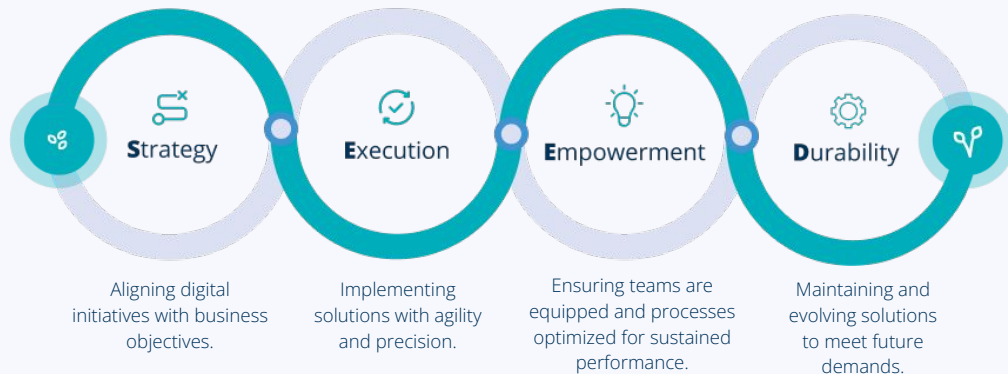 Strategy
Execution
Empowerment
Durability
Aligning digital
initiatives with business
objectives.
Implementing
solutions with agility
and precision.
Ensuring teams are
equipped and processes
optimized for sustained
performance.
Maintaining and
evolving solutions
to meet future
demands.